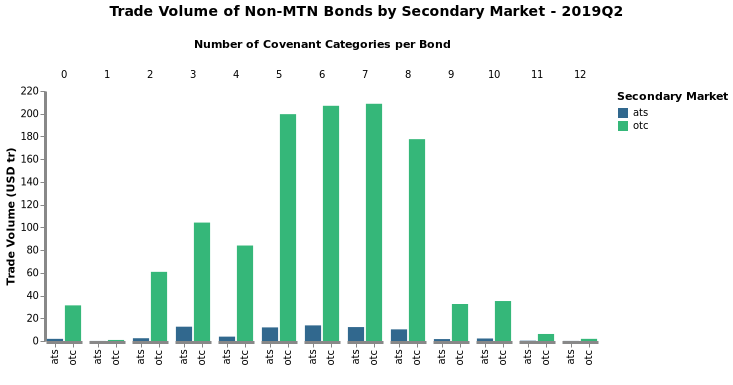 Trade Volume of Non-MTN Bonds by Secondary Market - 2019Q2
Number of Covenant Categories per Bond
0 1 2 3 4 5 6 7 8 9 10 11 12
Trade Volume (USD tr)
220
200
180
160
140
120
100
80
60
40
20
0
ats otc ats otc ats otc ats otc ats otc ats otc ats otc ats otc ats otc ats otc ats otc ats otc ats otc
Secondary Market
ats
otc